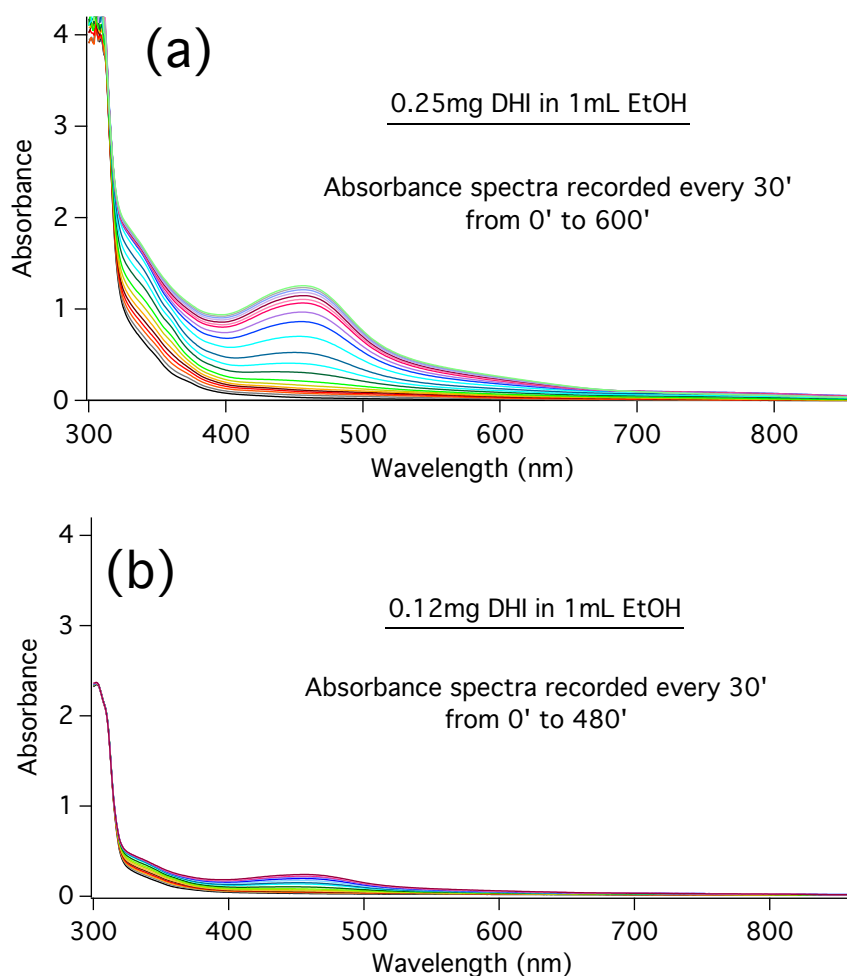 (a)
0.25mg DHI in 1mL EtOH
Absorbance spectra recorded every 30'
from 0' to 600'
Absorbance
4
3
2
1
0
300 400 500 600 700 800
Wavelength (nm)
(b)
0.12mg DHI in 1mL EtOH
Absorbance spectra recorded every 30'
from 0' to 480'
Absorbance
4
3
2
1
0
300 400 500 600 700 800
Wavelength (nm)